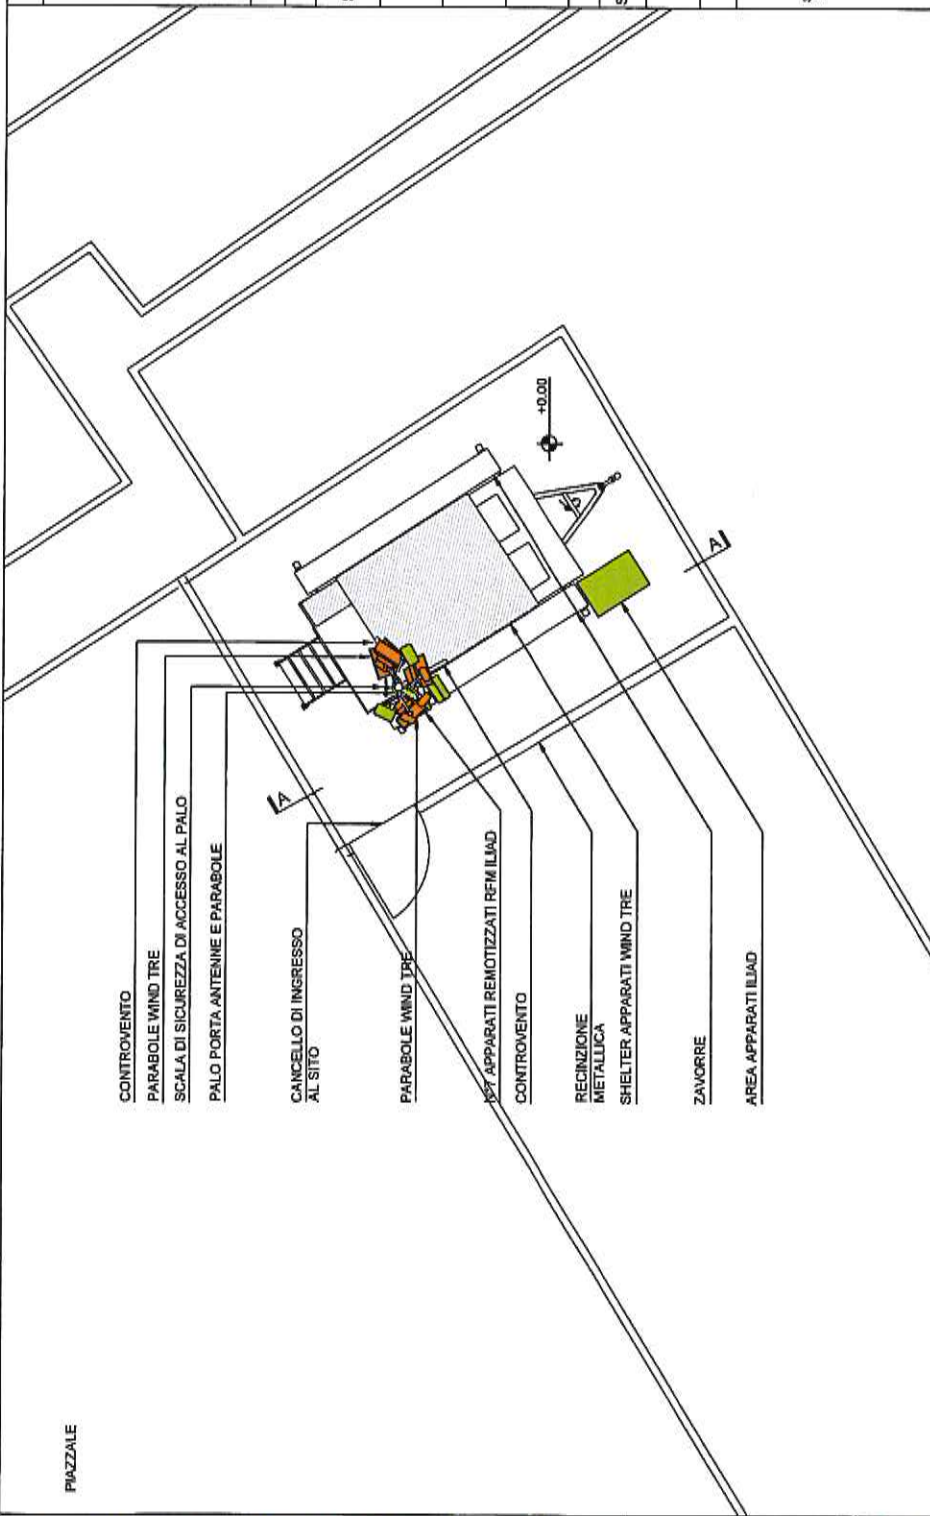 PIAZZALE
CONTROVENTO
PARABOLE WIND TRE
SCALA DI SICUREZZA DI ACCESSO AL PALO
PALO PORTA ANTENNE E PARABOLE
CANCELLO DI INGRESSO
AL SITO
PARABOLE WIND TRE
APPARATI REMOTIZZATI RFM ILIAD
CONTROVENTO
RECINZIONE
METALLICA
SHELTER APPARATI WIND TRE
ZAVORRE
AREA APPARATI ILIAD
A
A
+0.00